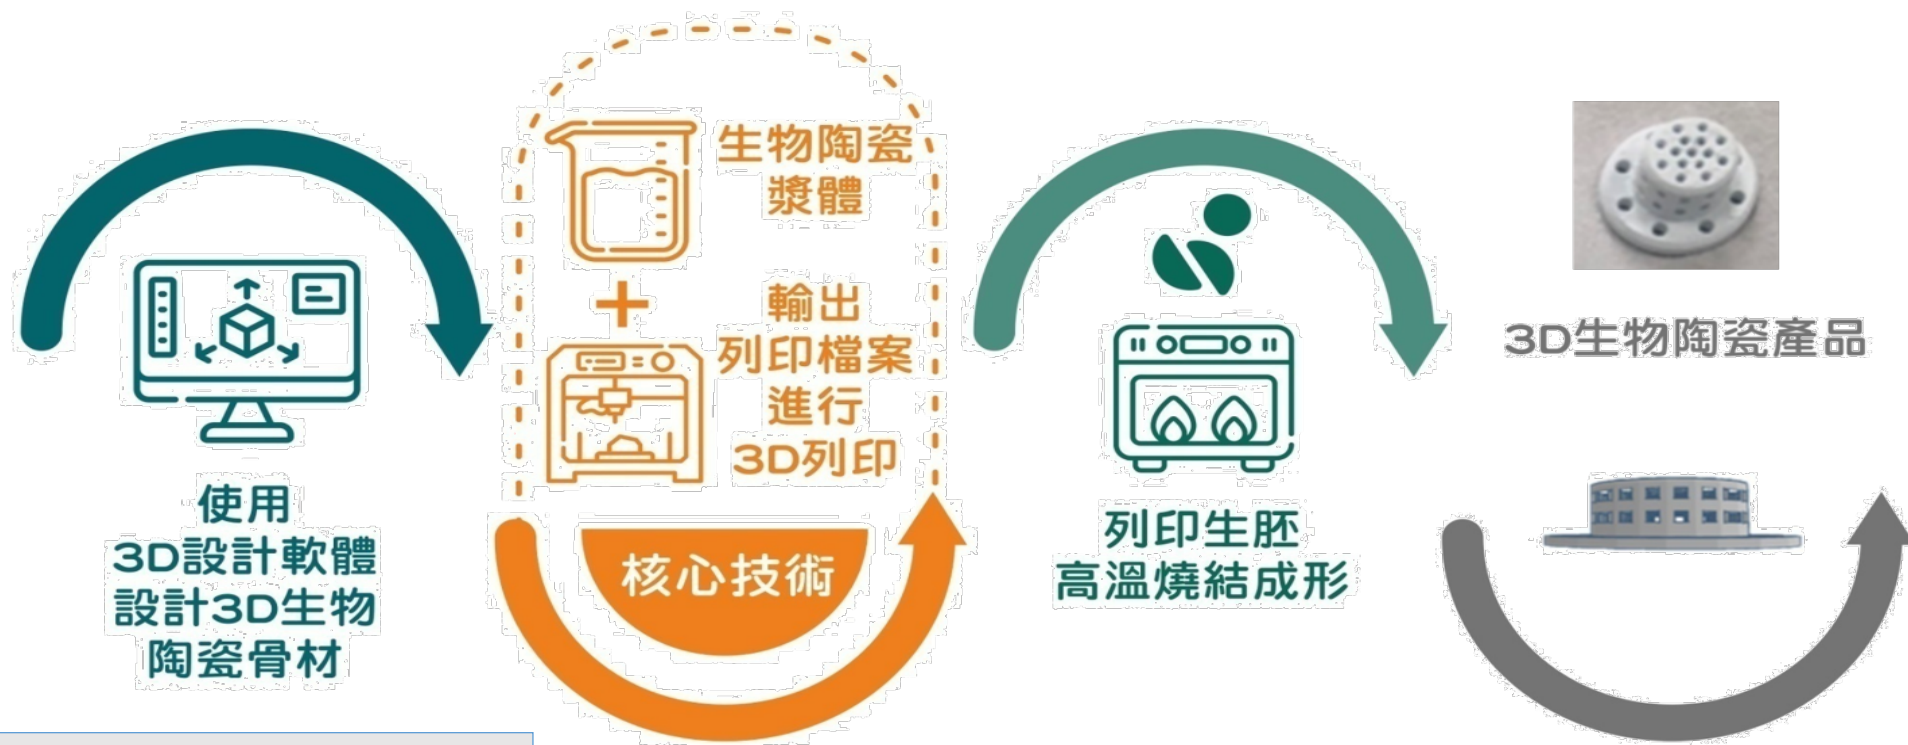 使用
3D設計軟體
設計3D生物
陶瓷骨材
生物陶瓷
漿體
輸出
列印檔案
進行
3D列印
核心技術
列印生胚
高溫燒結成形
3D生物陶瓷產品